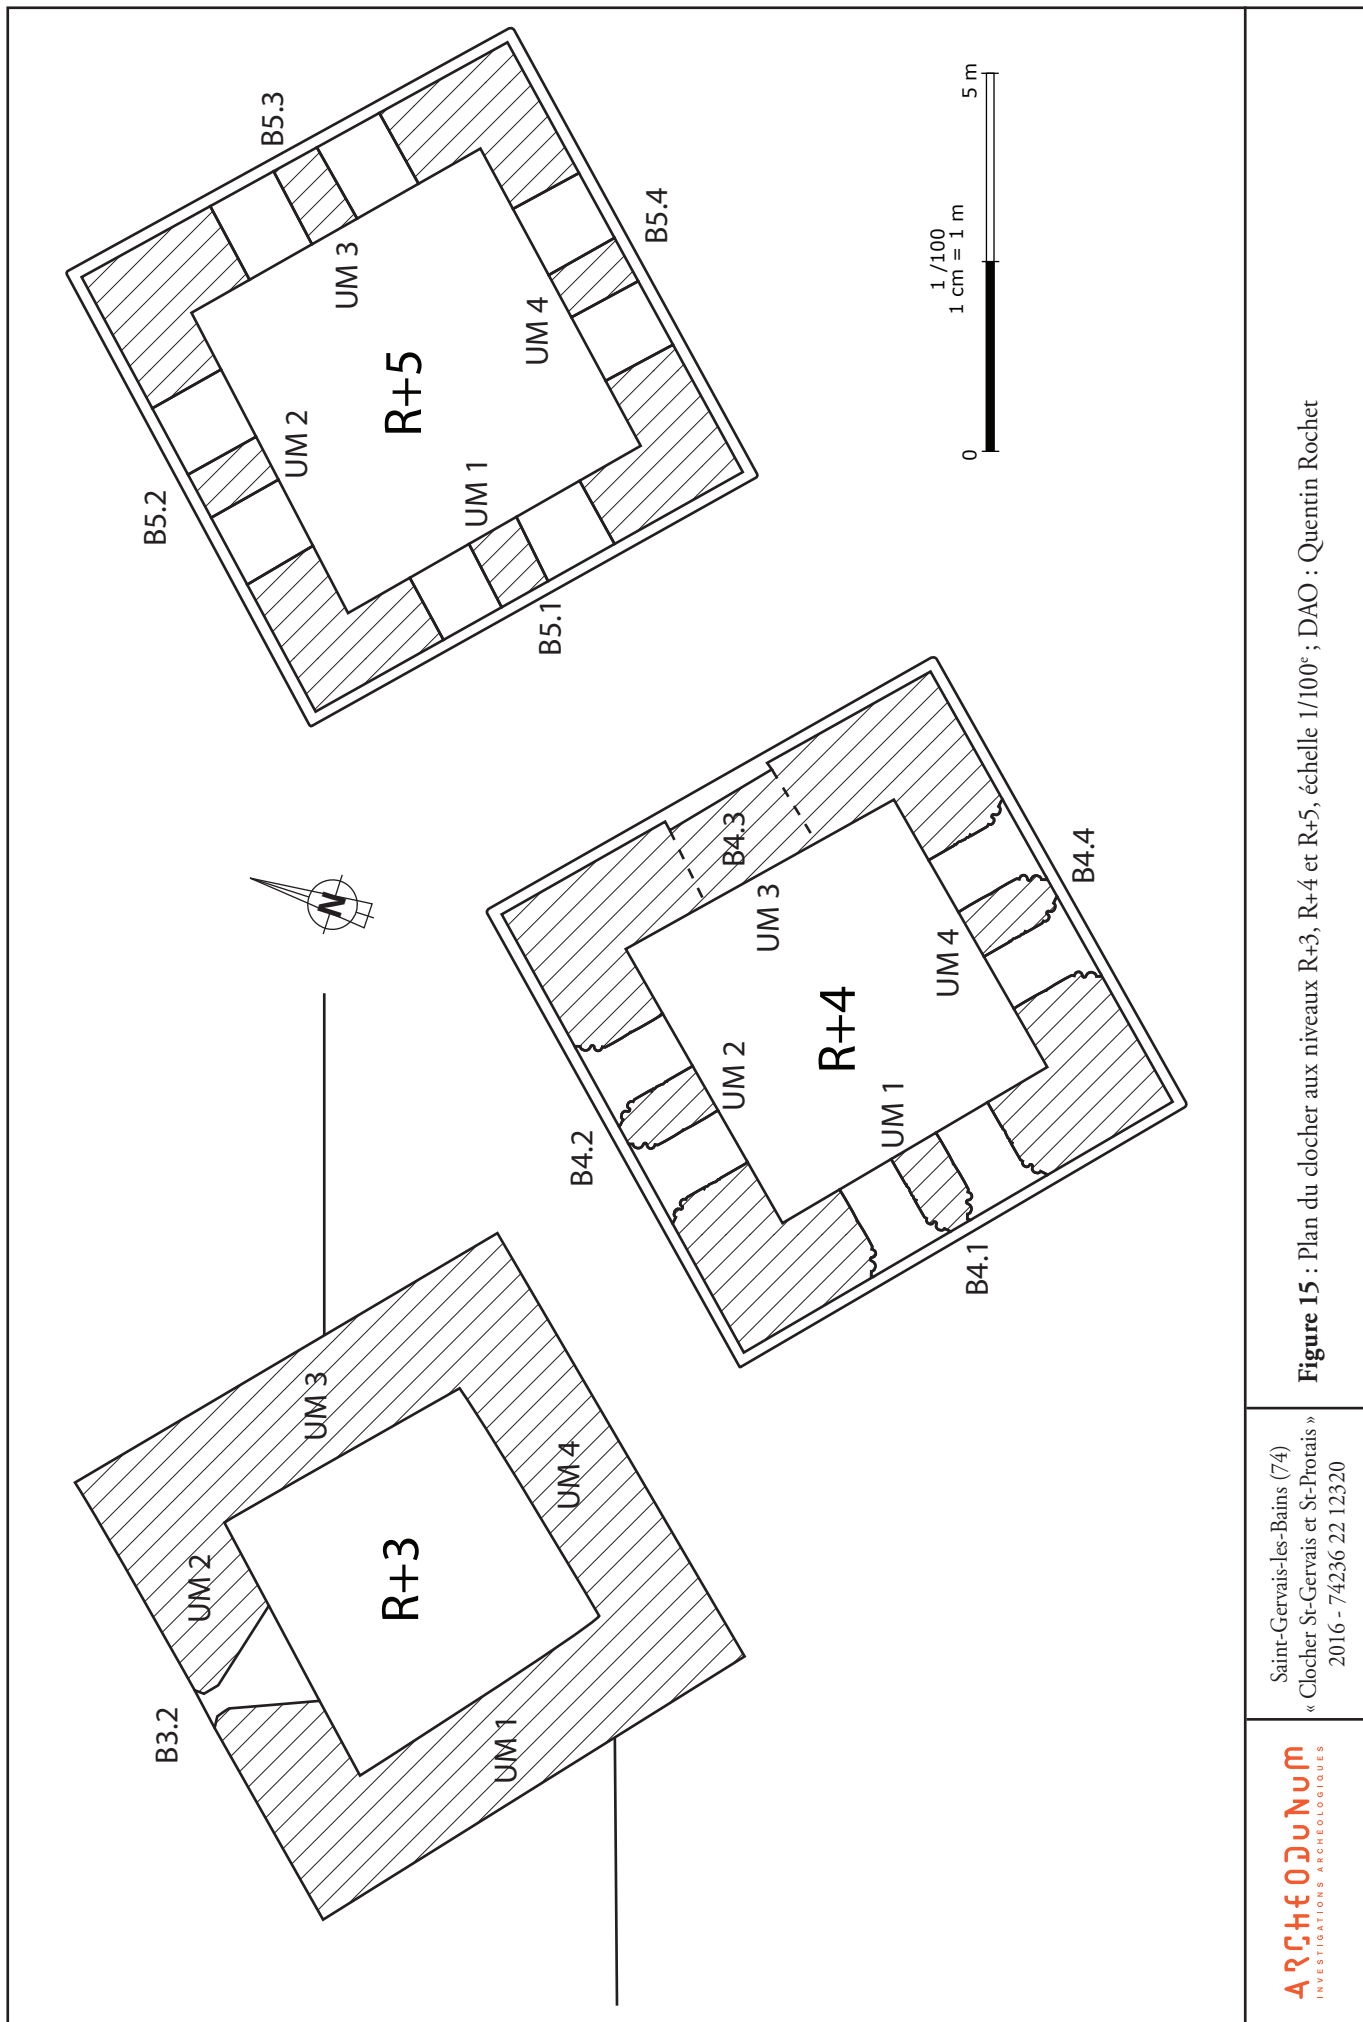 B3.2
UM 2
UM 3
R+3
UM 1
UM 4
N
B4.2
UM 2
B4.3
UM 3
R+4
UM 1
UM 4
B4.1
B4.4
B5.2
UM 2
B5.3
UM 3
R+5
UM 1
UM 4
B5.1
B5.4
1 /100
1 cm = 1 m
0
5 m
ARCHEODUNUM
INVESTIGATIONS ARCHÉOLOGIQUES
Saint-Gervais-les-Bains (74)
« Clocher St-Gervais et St-Protais »
2016 - 74236 22 12320
Figure 15 : Plan du clocher aux niveaux R+3, R+4 et R+5, échelle 1/100e ; DAO : Quentin Rochet